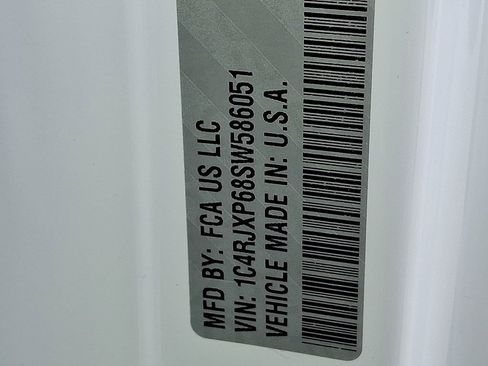 MFD BY: FCA US LLC
VIN: 1C4RJXP68SW586051
VEHICLE MADE IN: U.S.A.